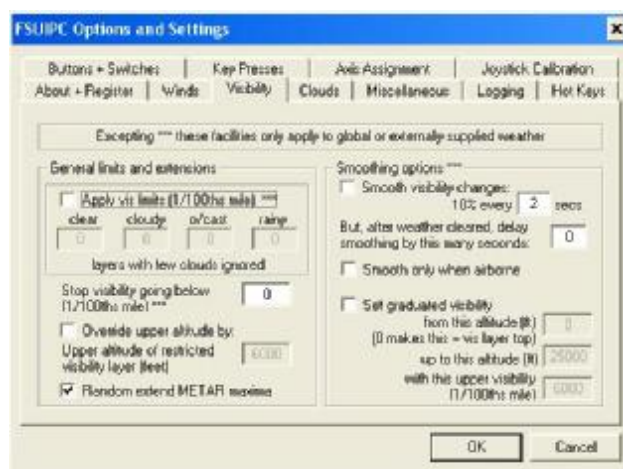 FSUIPC Options and Settings
Buttons + Switches
Key Presses
Axis Assignment
Joystick Calibration
About + Register
Winds
Visibility
Clouds
Miscellaneous
Logging
Hot Keys
Excepting *** these facilities only apply to global or externally supplied weather
General limits and extensions
Apply vis limits (1/100ths mile) ***
clear cloudy o/cast rainy
0 0 0 0
layers with few clouds ignored
Stop visibility going below
(1/100ths mile) ***
0
Override upper altitude by:
Upper altitude of restricted
visibility layer (feet)
6000
Random extend METAR maxima
Smoothing options ***
Smooth visibility changes:
10% every 2 secs
But, after weather cleared, delay
smoothing by this many seconds:
0
Smooth only when airborne
Set graduated visibility
from this altitude (ft)
0
(0 makes this = vis layer top)
up to this altitude (ft) 25000
with this upper visibility
(1/100ths mile)
6000
OK
Cancel